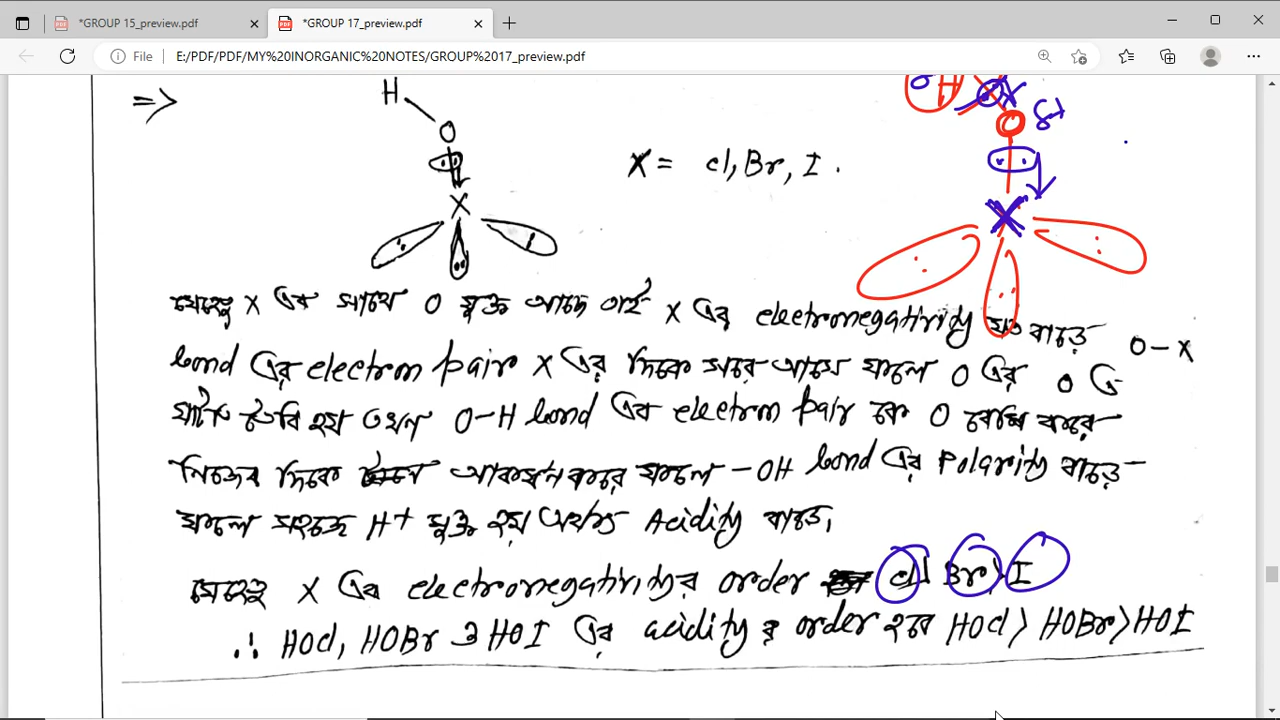 *GROUP 15_preview.pdf
*GROUP 17_preview.pdf
File
E:/PDF/PDF/MY%20INORGANIC%20NOTES/GROUP%2017_preview.pdf
=>
H
O
X
X = Cl, Br, I .
H
O δ+
X
যেহেতু X এর সাথে O যুক্ত আছে তাই X এর electronegativity যত বাড়ে O-X
bond এর electron pair X এর দিকে সরে আসে ফলে O এর O এ
ঘাটতি তৈরি হয় তখন O-H bond এর electron pair কে O বেশি করে
নিজের দিকে আকর্ষন করে ফলে -OH bond এর Polarity বাড়ে
ফলে সহজে H+ মুক্ত হয় অর্থাৎ Acidity বাড়ে,
যেহেতু X এর electronegativityর order Cl> Br> I
∴ HOCl, HOBr ও HOI এর acidity র order হবে HOCl > HOBr > HOI